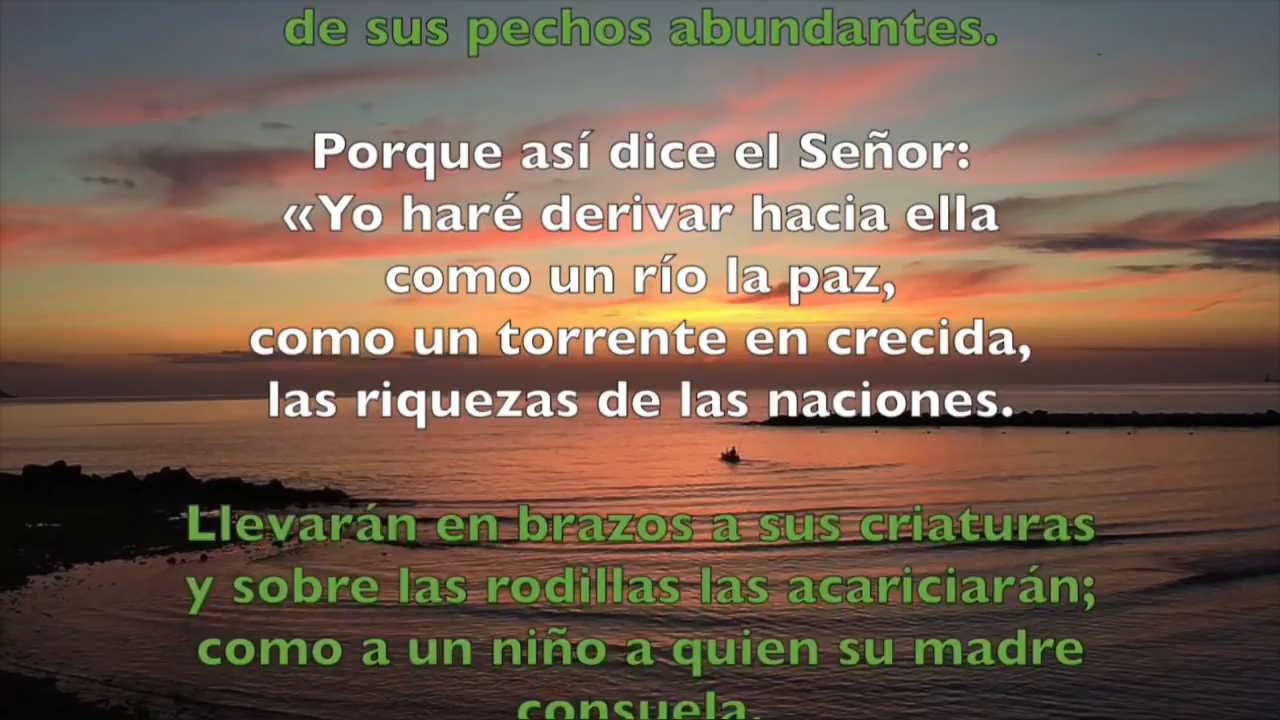 de sus pechos abundantes.
Porque así dice el Señor:
«Yo haré derivar hacia ella
como un río la paz,
como un torrente en crecida,
las riquezas de las naciones.
Llevarán en brazos a sus criaturas
y sobre las rodillas las acariciarán;
como a un niño a quien su madre
consuela,